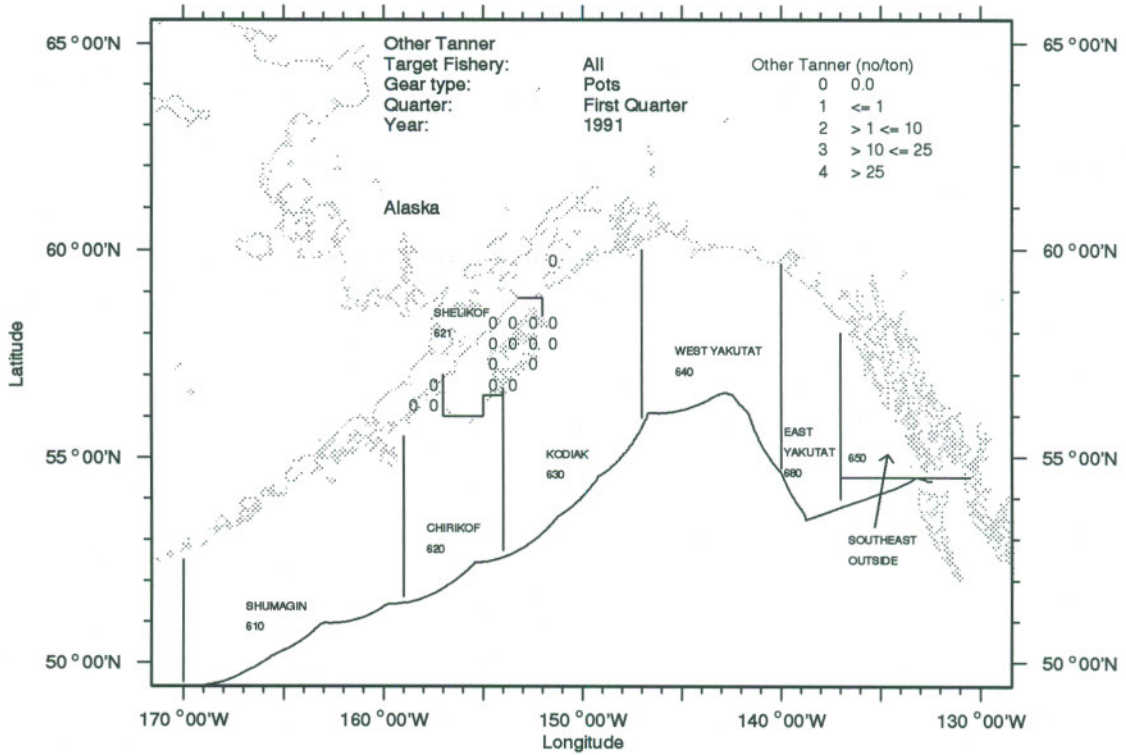 65 °00'N
65 °00'N
Other Tanner
Target Fishery: All
Gear type: Pots
Quarter: First Quarter
Year: 1991
Other Tanner (no/ton)
0 0.0
1 <= 1
2 > 1 <= 10
3 > 10 <= 25
4 > 25
Alaska
60 °00'N
60 °00'N
0
SHELIKOF
621
0 0 0 0
0 0 0 0
0 0
0 0 0
0 0
WEST YAKUTAT
640
Latitude
55 °00'N
55 °00'N
EAST
YAKUTAT
680
650
KODIAK
630
CHIRIKOF
620
SOUTHEAST
OUTSIDE
SHUMAGIN
610
50 °00'N
50 °00'N
170 °00'W
160 °00'W
150 °00'W
140 °00'W
130 °00'W
Longitude